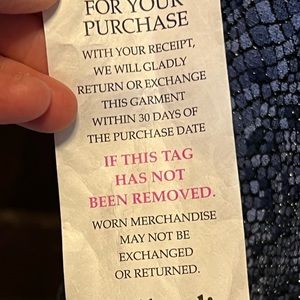 FOR YOUR
PURCHASE
WITH YOUR RECEIPT,
WE WILL GLADLY
RETURN OR EXCHANGE
THIS GARMENT
WITHIN 30 DAYS OF
THE PURCHASE DATE
IF THIS TAG
HAS NOT
BEEN REMOVED.
WORN MERCHANDISE
MAY NOT BE
EXCHANGED
OR RETURNED.